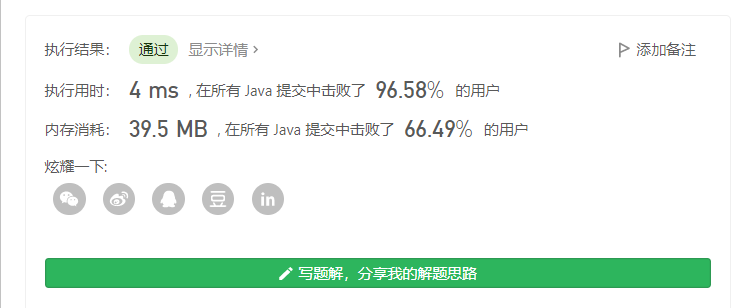 执行结果： 通过 显示详情 › 添加备注
执行用时： 4 ms , 在所有 Java 提交中击败了 96.58% 的用户
内存消耗： 39.5 MB , 在所有 Java 提交中击败了 66.49% 的用户
炫耀一下:
豆 in
写题解，分享我的解题思路